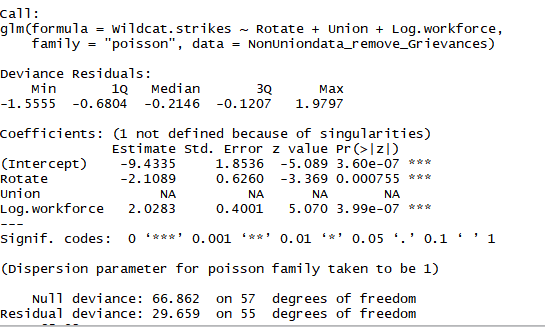 Call:
glm(formula = Wildcat.strikes ~ Rotate + Union + Log.workforce,
    family = "poisson", data = NonUniondata_remove_Grievances)
Deviance Residuals:
    Min       1Q   Median       3Q      Max
-1.5555  -0.6804  -0.2146  -0.1207   1.9797
Coefficients: (1 not defined because of singularities)
              Estimate Std. Error z value Pr(>|z|)
(Intercept)    -9.4335     1.8536  -5.089 3.60e-07 ***
Rotate         -2.1089     0.6260  -3.369 0.000755 ***
Union               NA         NA      NA       NA
Log.workforce   2.0283     0.4001   5.070 3.99e-07 ***
---
Signif. codes:  0 ‘***’ 0.001 ‘**’ 0.01 ‘*’ 0.05 ‘.’ 0.1 ‘ ’ 1
(Dispersion parameter for poisson family taken to be 1)
    Null deviance: 66.862  on 57  degrees of freedom
Residual deviance: 29.659  on 55  degrees of freedom